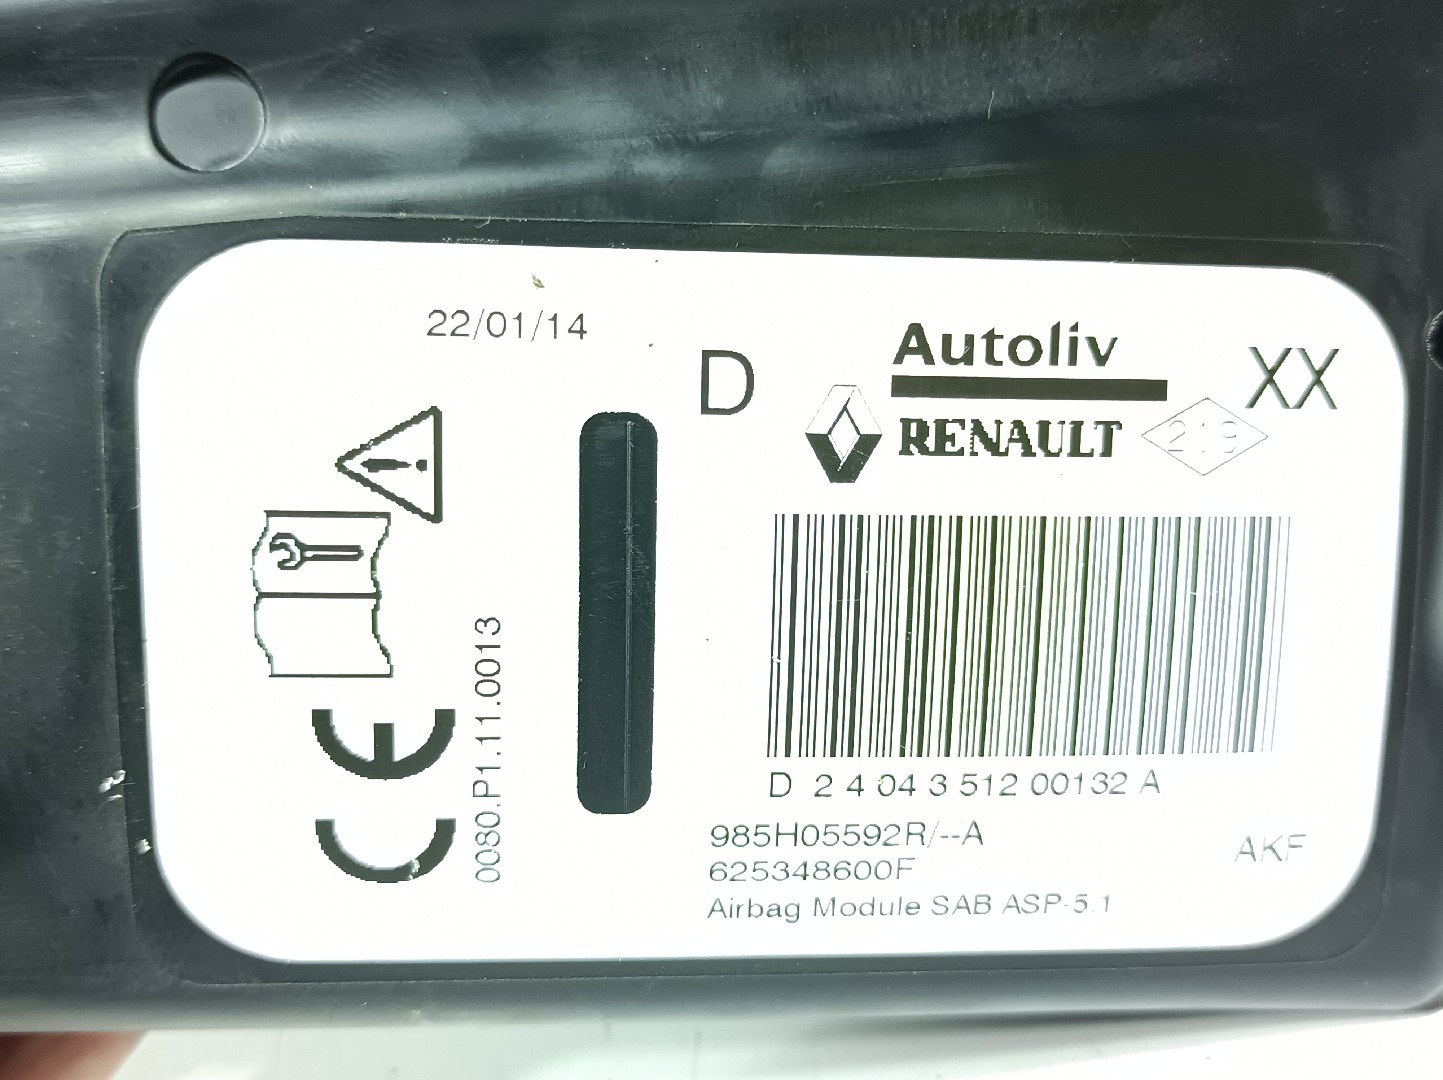 22/01/14
D
Autoliv
XX
RENAULT
219
CE
0080.P1.11.0013
D 2 4 04 3 512 00132 A
985H05592R/--A
625348600F
AKF
Airbag Module SAB ASP-5.1